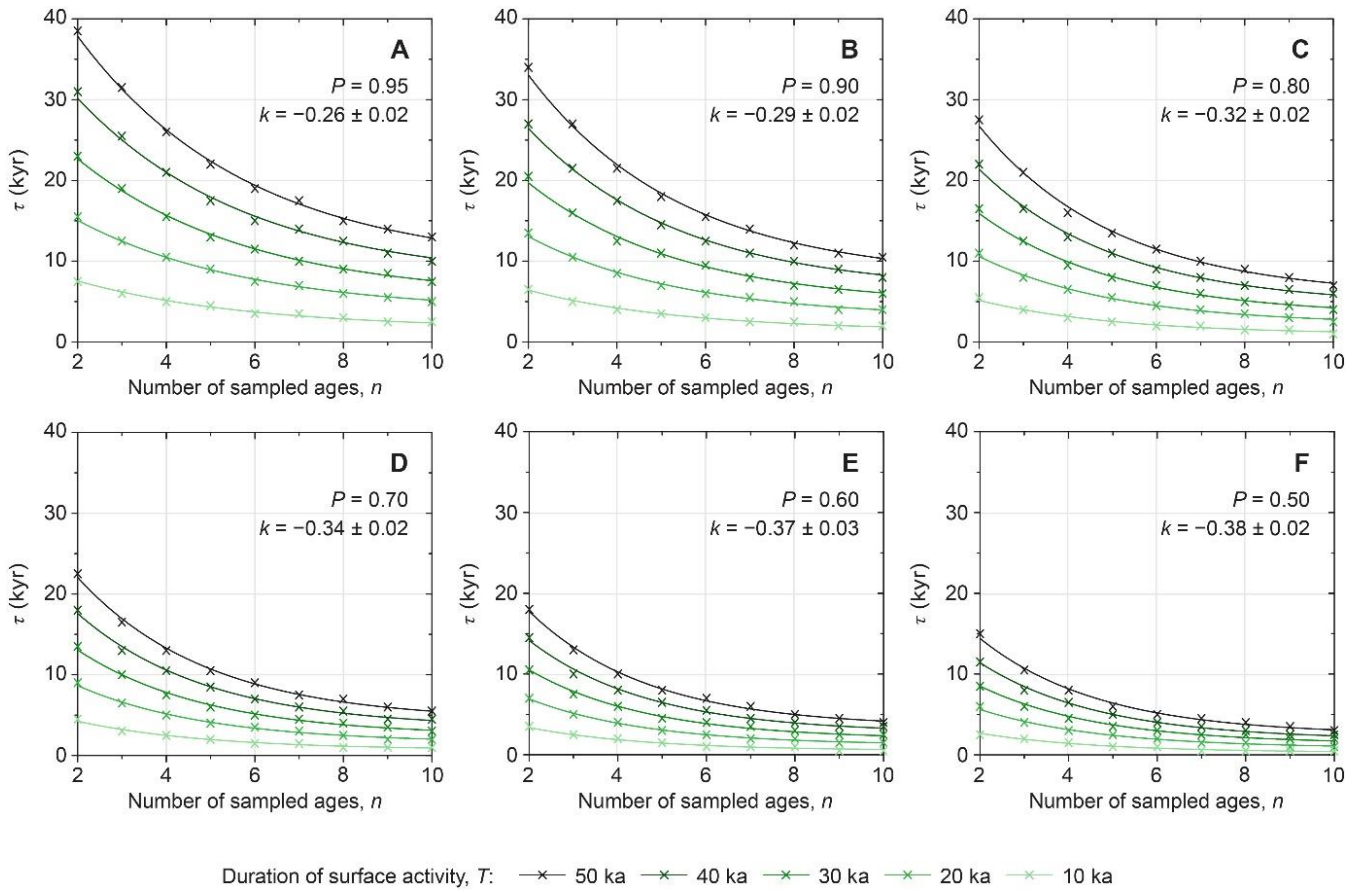 40
30
20
10
0
τ (kyr)
A
P = 0.95
k = −0.26 ± 0.02
2 4 6 8 10
Number of sampled ages, n
40
30
20
10
0
τ (kyr)
B
P = 0.90
k = −0.29 ± 0.02
2 4 6 8 10
Number of sampled ages, n
40
30
20
10
0
τ (kyr)
C
P = 0.80
k = −0.32 ± 0.02
2 4 6 8 10
Number of sampled ages, n
40
30
20
10
0
τ (kyr)
D
P = 0.70
k = −0.34 ± 0.02
2 4 6 8 10
Number of sampled ages, n
40
30
20
10
0
τ (kyr)
E
P = 0.60
k = −0.37 ± 0.03
2 4 6 8 10
Number of sampled ages, n
40
30
20
10
0
τ (kyr)
F
P = 0.50
k = −0.38 ± 0.02
2 4 6 8 10
Number of sampled ages, n
Duration of surface activity, T: 50 ka 40 ka 30 ka 20 ka 10 ka